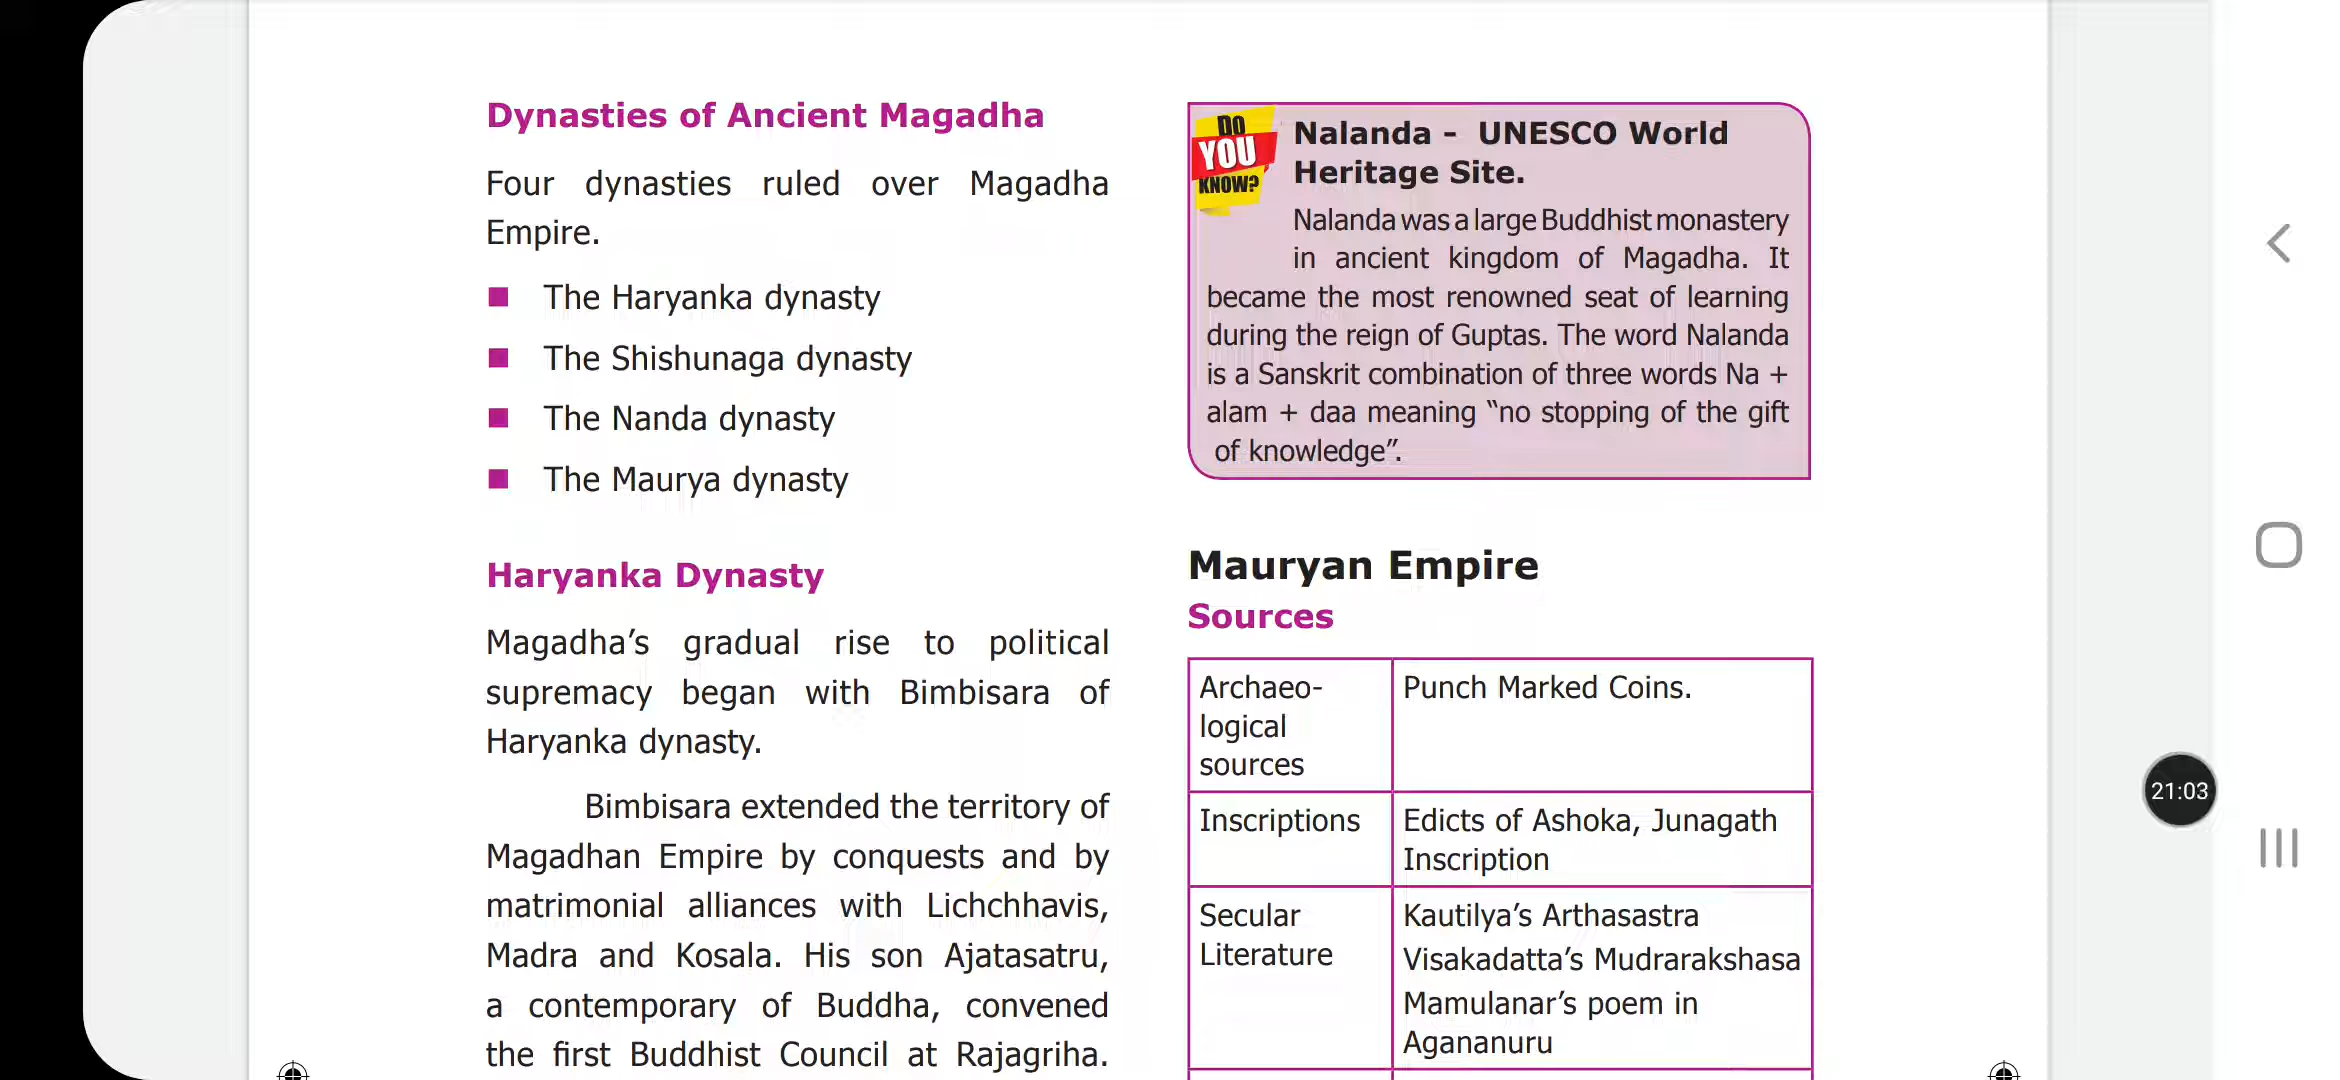 Dynasties of Ancient Magadha
Four dynasties ruled over Magadha
Empire.
The Haryanka dynasty
The Shishunaga dynasty
The Nanda dynasty
The Maurya dynasty
Haryanka Dynasty
Magadha’s gradual rise to political
supremacy began with Bimbisara of
Haryanka dynasty.
Bimbisara extended the territory of
Magadhan Empire by conquests and by
matrimonial alliances with Lichchhavis,
Madra and Kosala. His son Ajatasatru,
a contemporary of Buddha, convened
the first Buddhist Council at Rajagriha.
DO
YOU
KNOW?
Nalanda - UNESCO World
Heritage Site.
Nalanda was a large Buddhist monastery
in ancient kingdom of Magadha. It
became the most renowned seat of learning
during the reign of Guptas. The word Nalanda
is a Sanskrit combination of three words Na +
alam + daa meaning “no stopping of the gift
of knowledge”.
Mauryan Empire
Sources
Archaeo-
logical
sources
Punch Marked Coins.
Inscriptions
Edicts of Ashoka, Junagath
Inscription
Secular
Literature
Kautilya’s Arthasastra
Visakadatta’s Mudrarakshasa
Mamulanar’s poem in
Agananuru
21:03